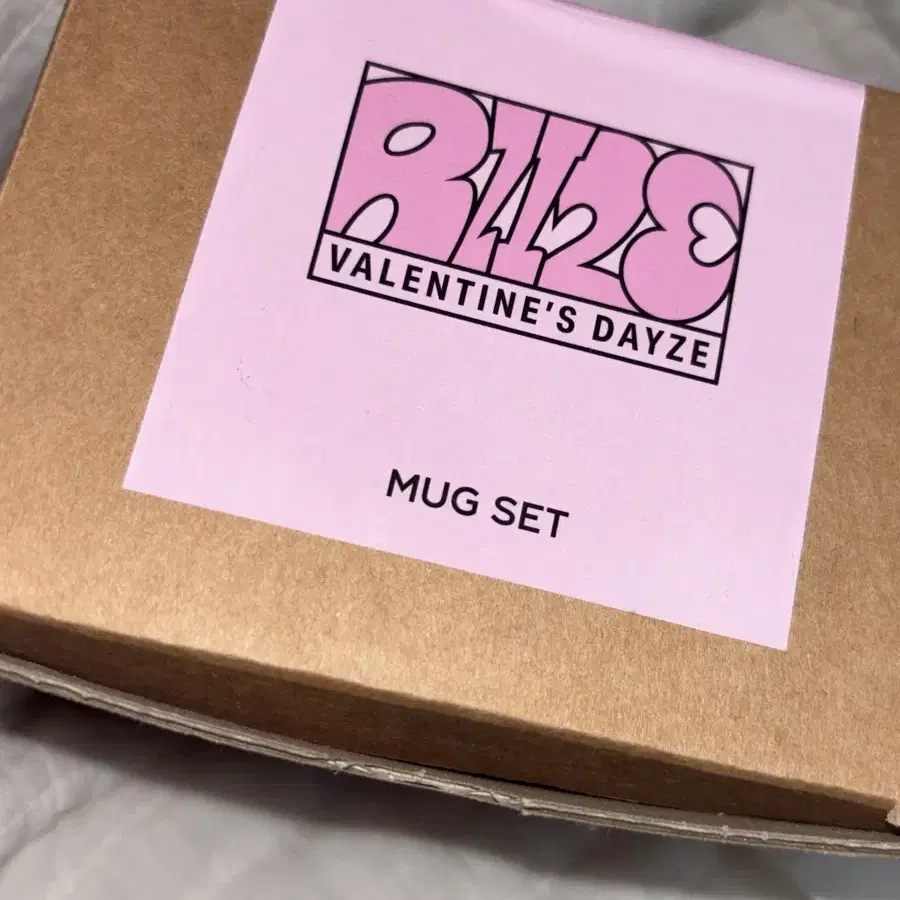 RIIZE
VALENTINE'S DAYZE
MUG SET